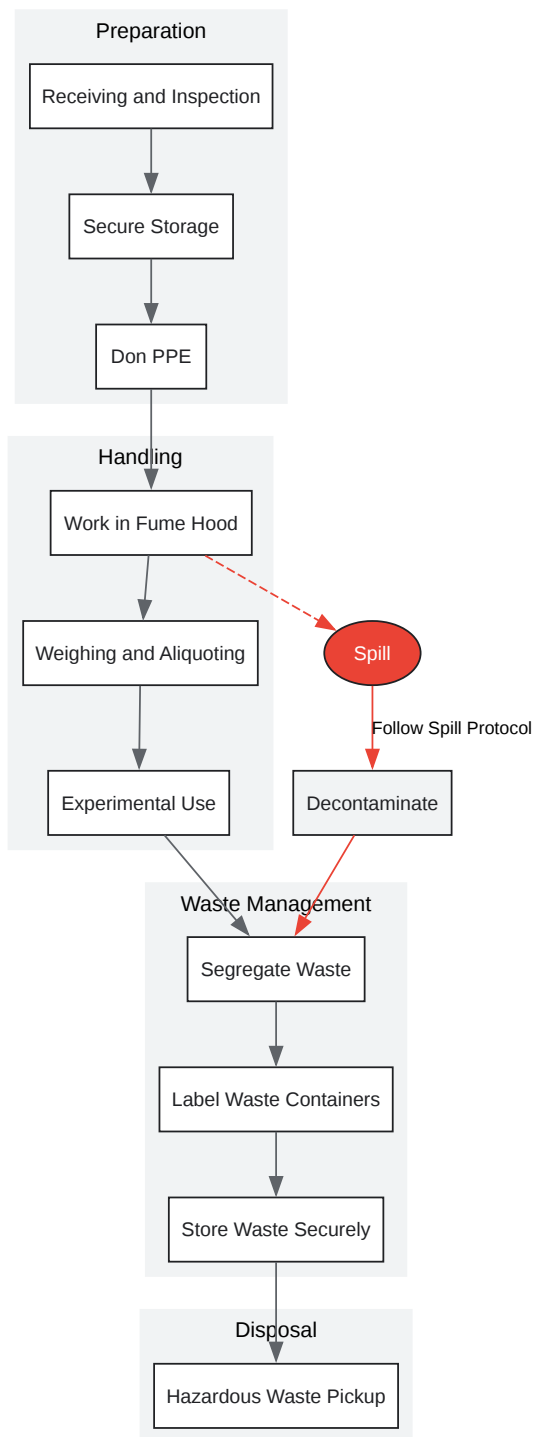 Preparation
Receiving and Inspection
Secure Storage
Don PPE
Handling
Work in Fume Hood
Weighing and Aliquoting
Spill
Follow Spill Protocol
Experimental Use
Decontaminate
Waste Management
Segregate Waste
Label Waste Containers
Store Waste Securely
Disposal
Hazardous Waste Pickup